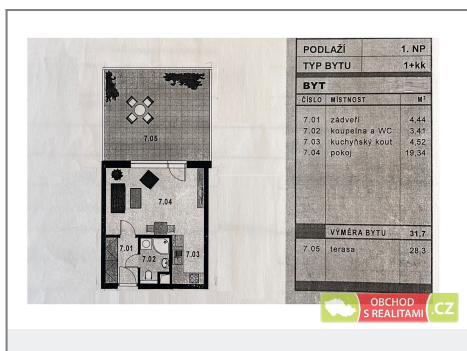 PODLAŽÍ 1. NP
TYP BYTU 1+kk
BYT
ČÍSLO MÍSTNOST M²
7.01 zádveří 4,44
7.02 koupelna a WC 3,41
7.03 kuchyňský kout 4,52
7.04 pokoj 19,34
VÝMĚRA BYTU 31,7
7.05 terasa 28,3
7.05
7.04
7.01
7.02
7.03
OBCHOD
S REALITAMI .CZ